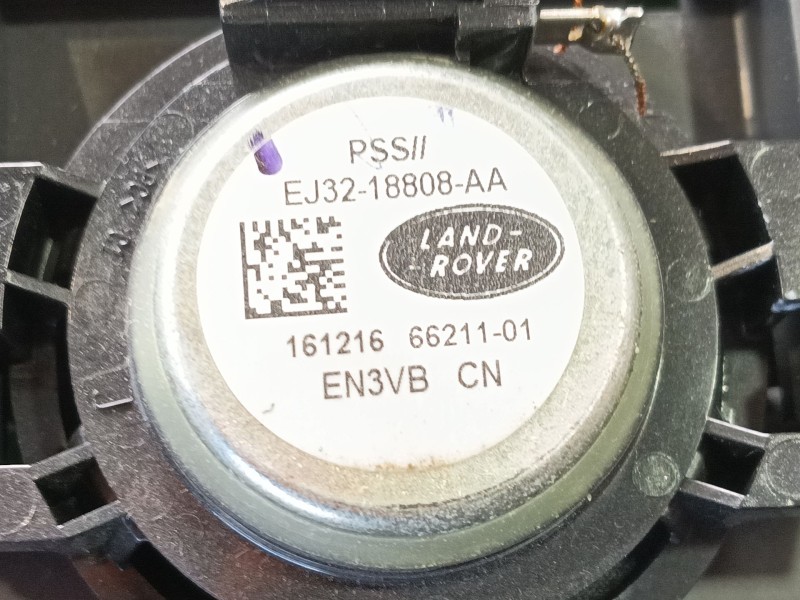 PSS//
EJ32-18808-AA
LAND-
-ROVER
161216 66211-01
EN3VB CN